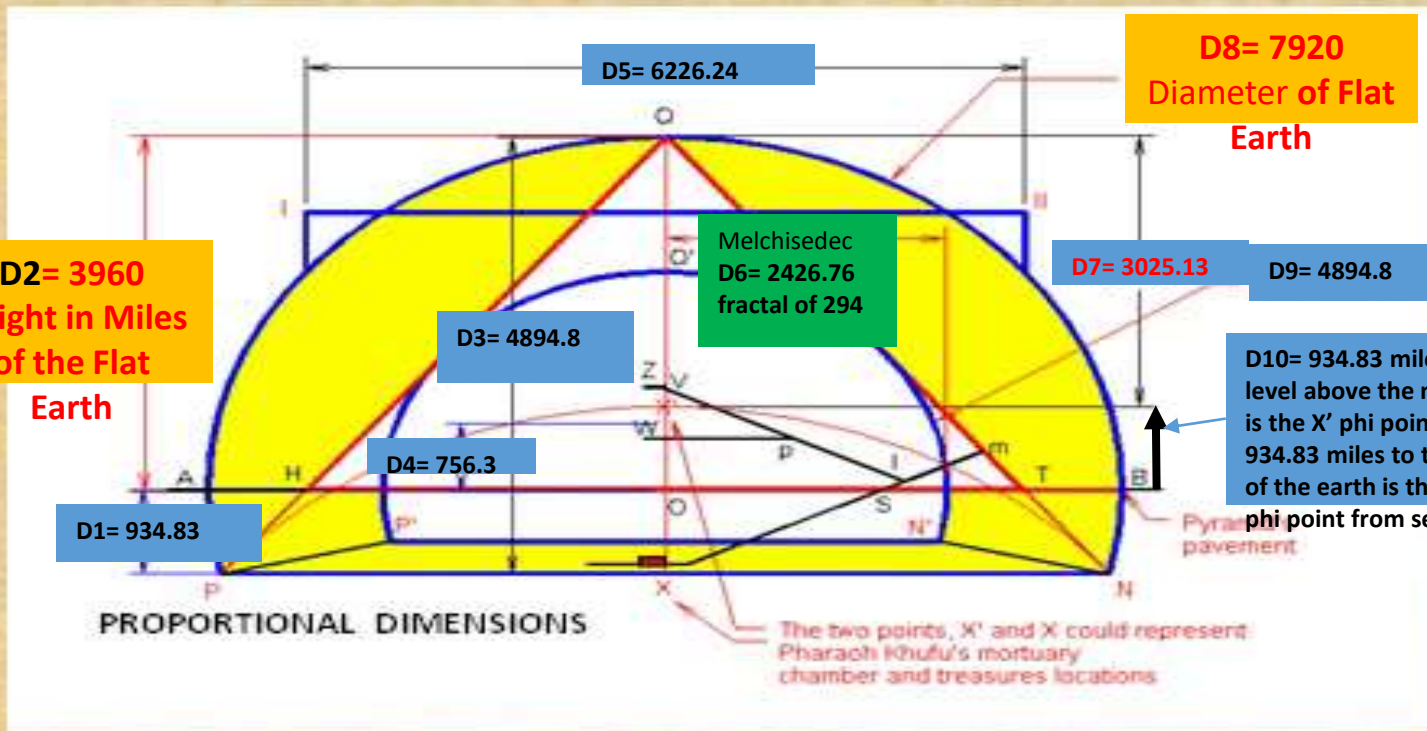 D5= 6226.24
D8= 7920
Diameter of Flat
Earth
Q
I
II
D2= 3960
ight in Miles
of the Flat
Earth
Melchisedec
D6= 2426.76
fractal of 294
Q'
D7= 3025.13
D9= 4894.8
D3= 4894.8
D10= 934.83 mile
level above the
is the X' phi poin
934.83 miles to t
of the earth is th
phi point from se
Z V
X'
W
P
m
I
D4= 756.3
A
H
O
S
T
B
D1= 934.83
P'
N'
pavement
P
X
N
PROPORTIONAL DIMENSIONS
The two points, X' and X could represent
Pharaoh Khufu's mortuary
chamber and treasures locations